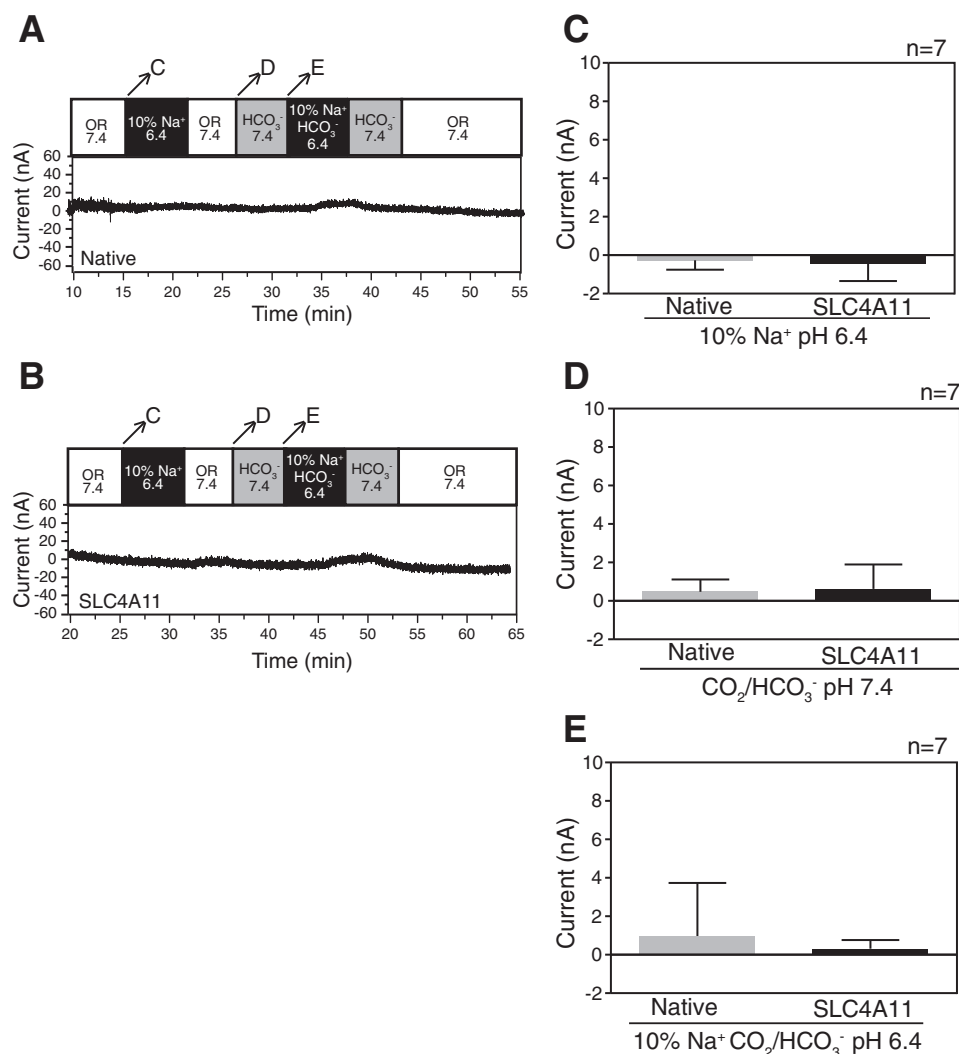 A
C D E
OR 7.4
10% Na⁺ 6.4
OR 7.4
HCO₃⁻ 7.4
10% Na⁺ HCO₃⁻ 6.4
HCO₃⁻ 7.4
OR 7.4
Current (nA)
60
40
20
0
-20
-40
-60
Native
10 15 20 25 30 35 40 45 50 55
Time (min)
B
C D E
OR 7.4
10% Na⁺ 6.4
OR 7.4
HCO₃⁻ 7.4
10% Na⁺ HCO₃⁻ 6.4
HCO₃⁻ 7.4
OR 7.4
Current (nA)
60
40
20
0
-20
-40
-60
SLC4A11
20 25 30 35 40 45 50 55 60 65
Time (min)
C
n=7
Current (nA)
10
8
6
4
2
0
-2
Native SLC4A11
10% Na⁺ pH 6.4
D
n=7
Current (nA)
10
8
6
4
2
0
-2
Native SLC4A11
CO₂/HCO₃⁻ pH 7.4
E
n=7
Current (nA)
10
8
6
4
2
0
-2
Native SLC4A11
10% Na⁺ CO₂/HCO₃⁻ pH 6.4